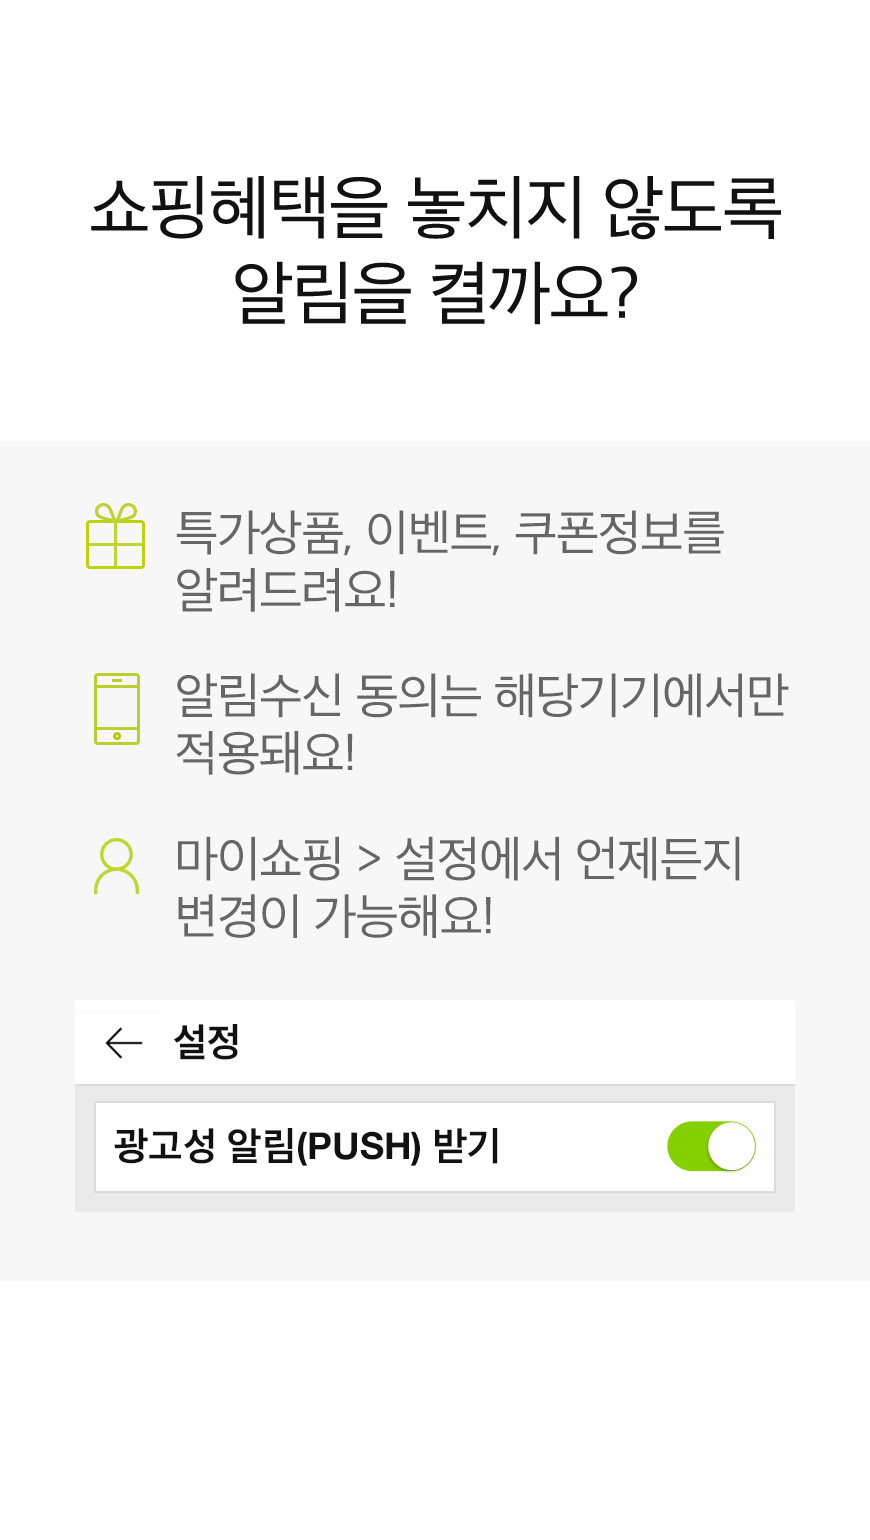 쇼핑혜택을 놓치지 않도록
알림을 켤까요?
특가상품, 이벤트, 쿠폰정보를
알려드려요!
알림수신 동의는 해당기기에서만
적용돼요!
마이쇼핑 > 설정에서 언제든지
변경이 가능해요!
설정
광고성 알림(PUSH) 받기